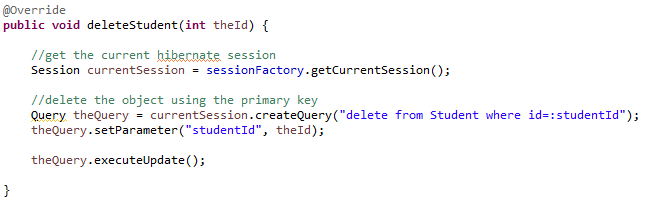 @Override
public void deleteStudent(int theId) {
//get the current hibernate session
Session currentSession = sessionFactory.getCurrentSession();
//delete the object using the primary key
Query theQuery = currentSession.createQuery("delete from Student where id=:studentId");
theQuery.setParameter("studentId", theId);
theQuery.executeUpdate();
}